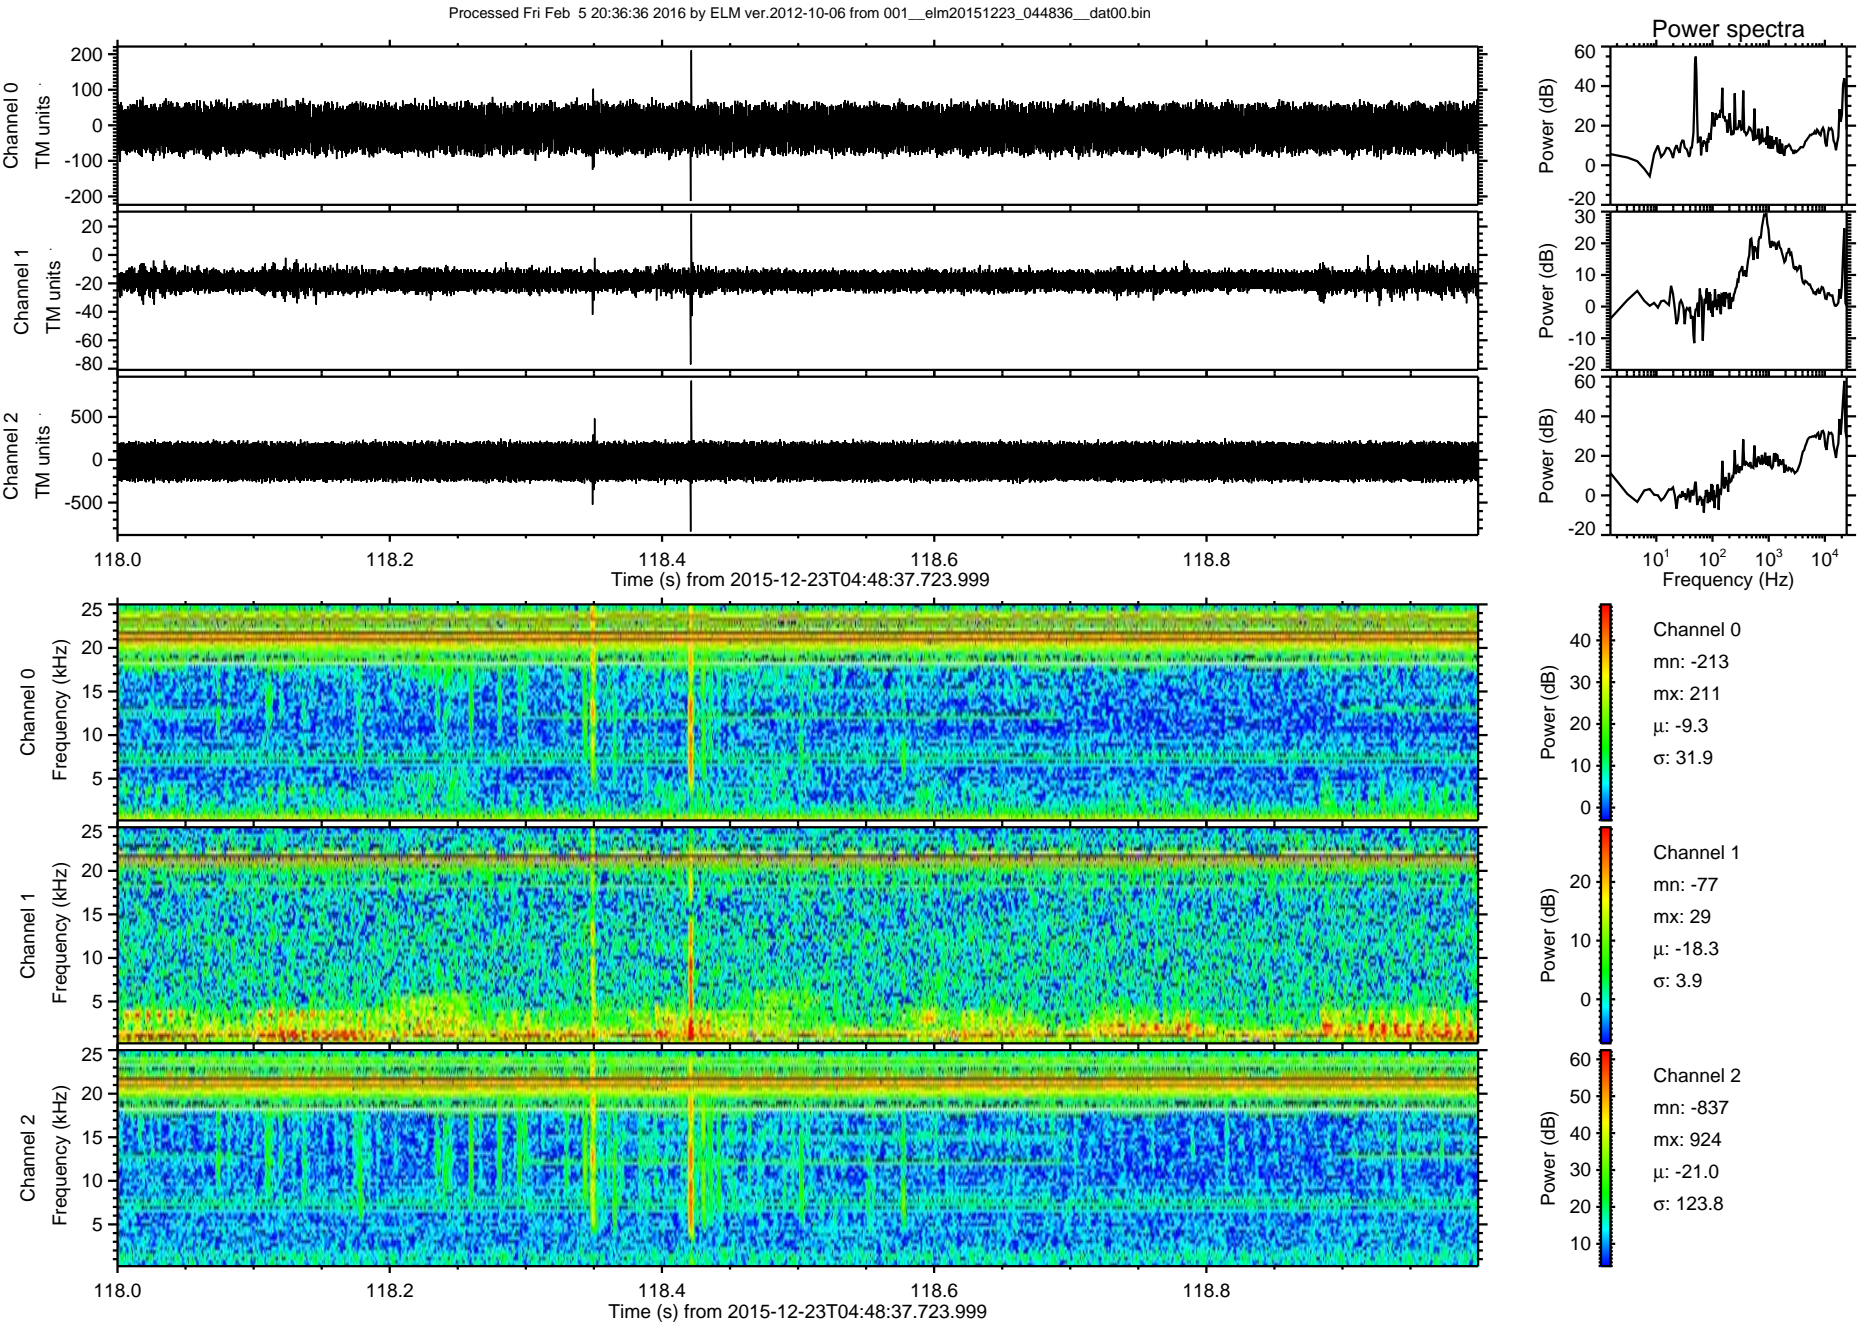 Processed Fri Feb  5 20:36:36 2016 by ELM ver.2012-10-06 from 001__elm20151223_044836__dat00.bin
Power spectra
Channel 0
TM units
200
100
0
-100
-200
Power (dB)
60
40
20
0
-20
Channel 1
TM units
20
0
-20
-40
-60
-80
Power (dB)
30
20
10
0
-10
-20
Channel 2
TM units
500
0
-500
Power (dB)
60
40
20
0
-20
118.0 118.2 118.4 118.6 118.8
Time (s) from 2015-12-23T04:48:37.723.999
10^1 10^2 10^3 10^4
Frequency (Hz)
Channel 0
Frequency (kHz)
25
20
15
10
5
Power (dB)
40
30
20
10
0
Channel 0
mn: -213
mx: 211
μ: -9.3
σ: 31.9
Channel 1
Frequency (kHz)
25
20
15
10
5
Power (dB)
20
10
0
Channel 1
mn: -77
mx: 29
μ: -18.3
σ: 3.9
Channel 2
Frequency (kHz)
25
20
15
10
5
Power (dB)
60
50
40
30
20
10
Channel 2
mn: -837
mx: 924
μ: -21.0
σ: 123.8
118.0 118.2 118.4 118.6 118.8
Time (s) from 2015-12-23T04:48:37.723.999